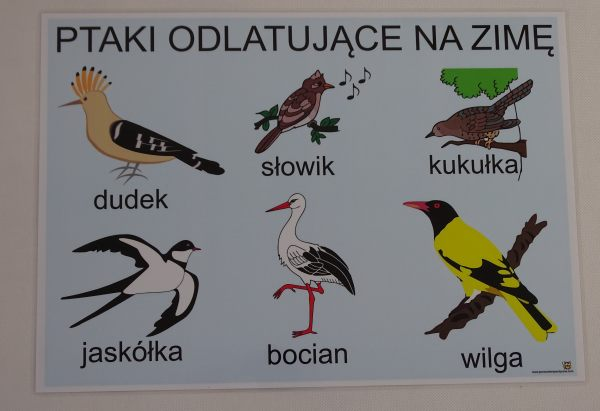 PTAKI ODLATUJĄCE NA ZIMĘ
dudek
słowik
kukułka
jaskółka
bocian
wilga